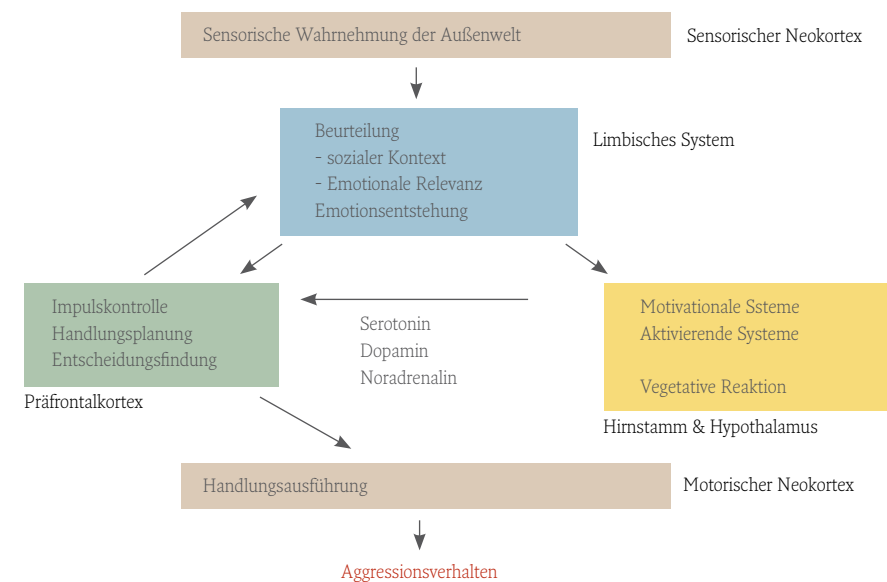 Sensorische Wahrnehmung der Außenwelt
Sensorischer Neokortex
Beurteilung
- sozialer Kontext
- Emotionale Relevanz
Emotionsentstehung
Limbisches System
Impulskontrolle
Handlungsplanung
Entscheidungsfindung
Präfrontalkortex
Serotonin
Dopamin
Noradrenalin
Motivationale Ssteme
Aktivierende Systeme
Vegetative Reaktion
Hirnstamm & Hypothalamus
Handlungsausführung
Motorischer Neokortex
Aggressionsverhalten